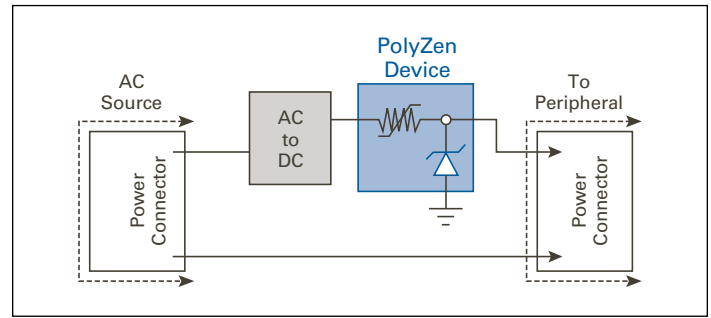 PolyZen
Device
AC
Source
To
Peripheral
AC
to
DC
Power
Connector
Power
Connector